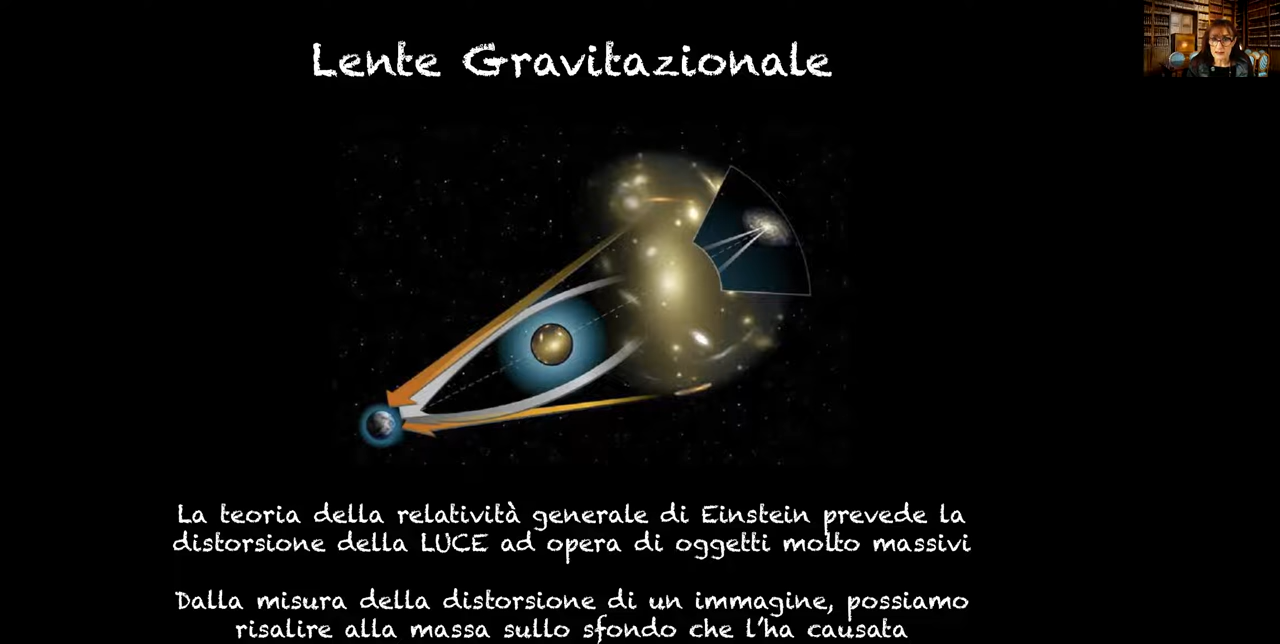 Lente Gravitazionale
La teoria della relatività generale di Einstein prevede la
distorsione della LUCE ad opera di oggetti molto massivi
Dalla misura della distorsione di un immagine, possiamo
risalire alla massa sullo sfondo che l'ha causata